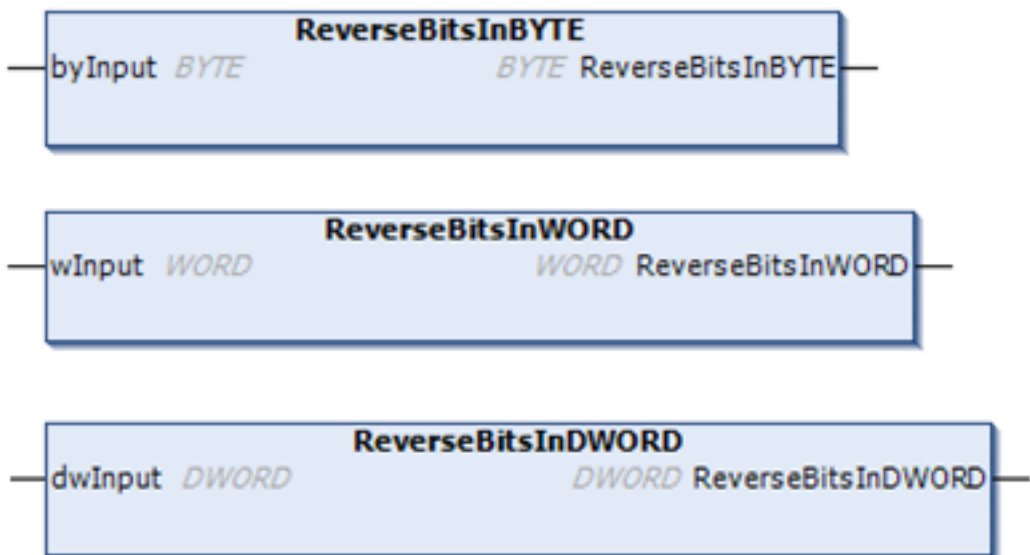 ReverseBitsInBYTE
byInput BYTE BYTE ReverseBitsInBYTE
ReverseBitsInWORD
wInput WORD WORD ReverseBitsInWORD
ReverseBitsInDWORD
dwInput DWORD DWORD ReverseBitsInDWORD